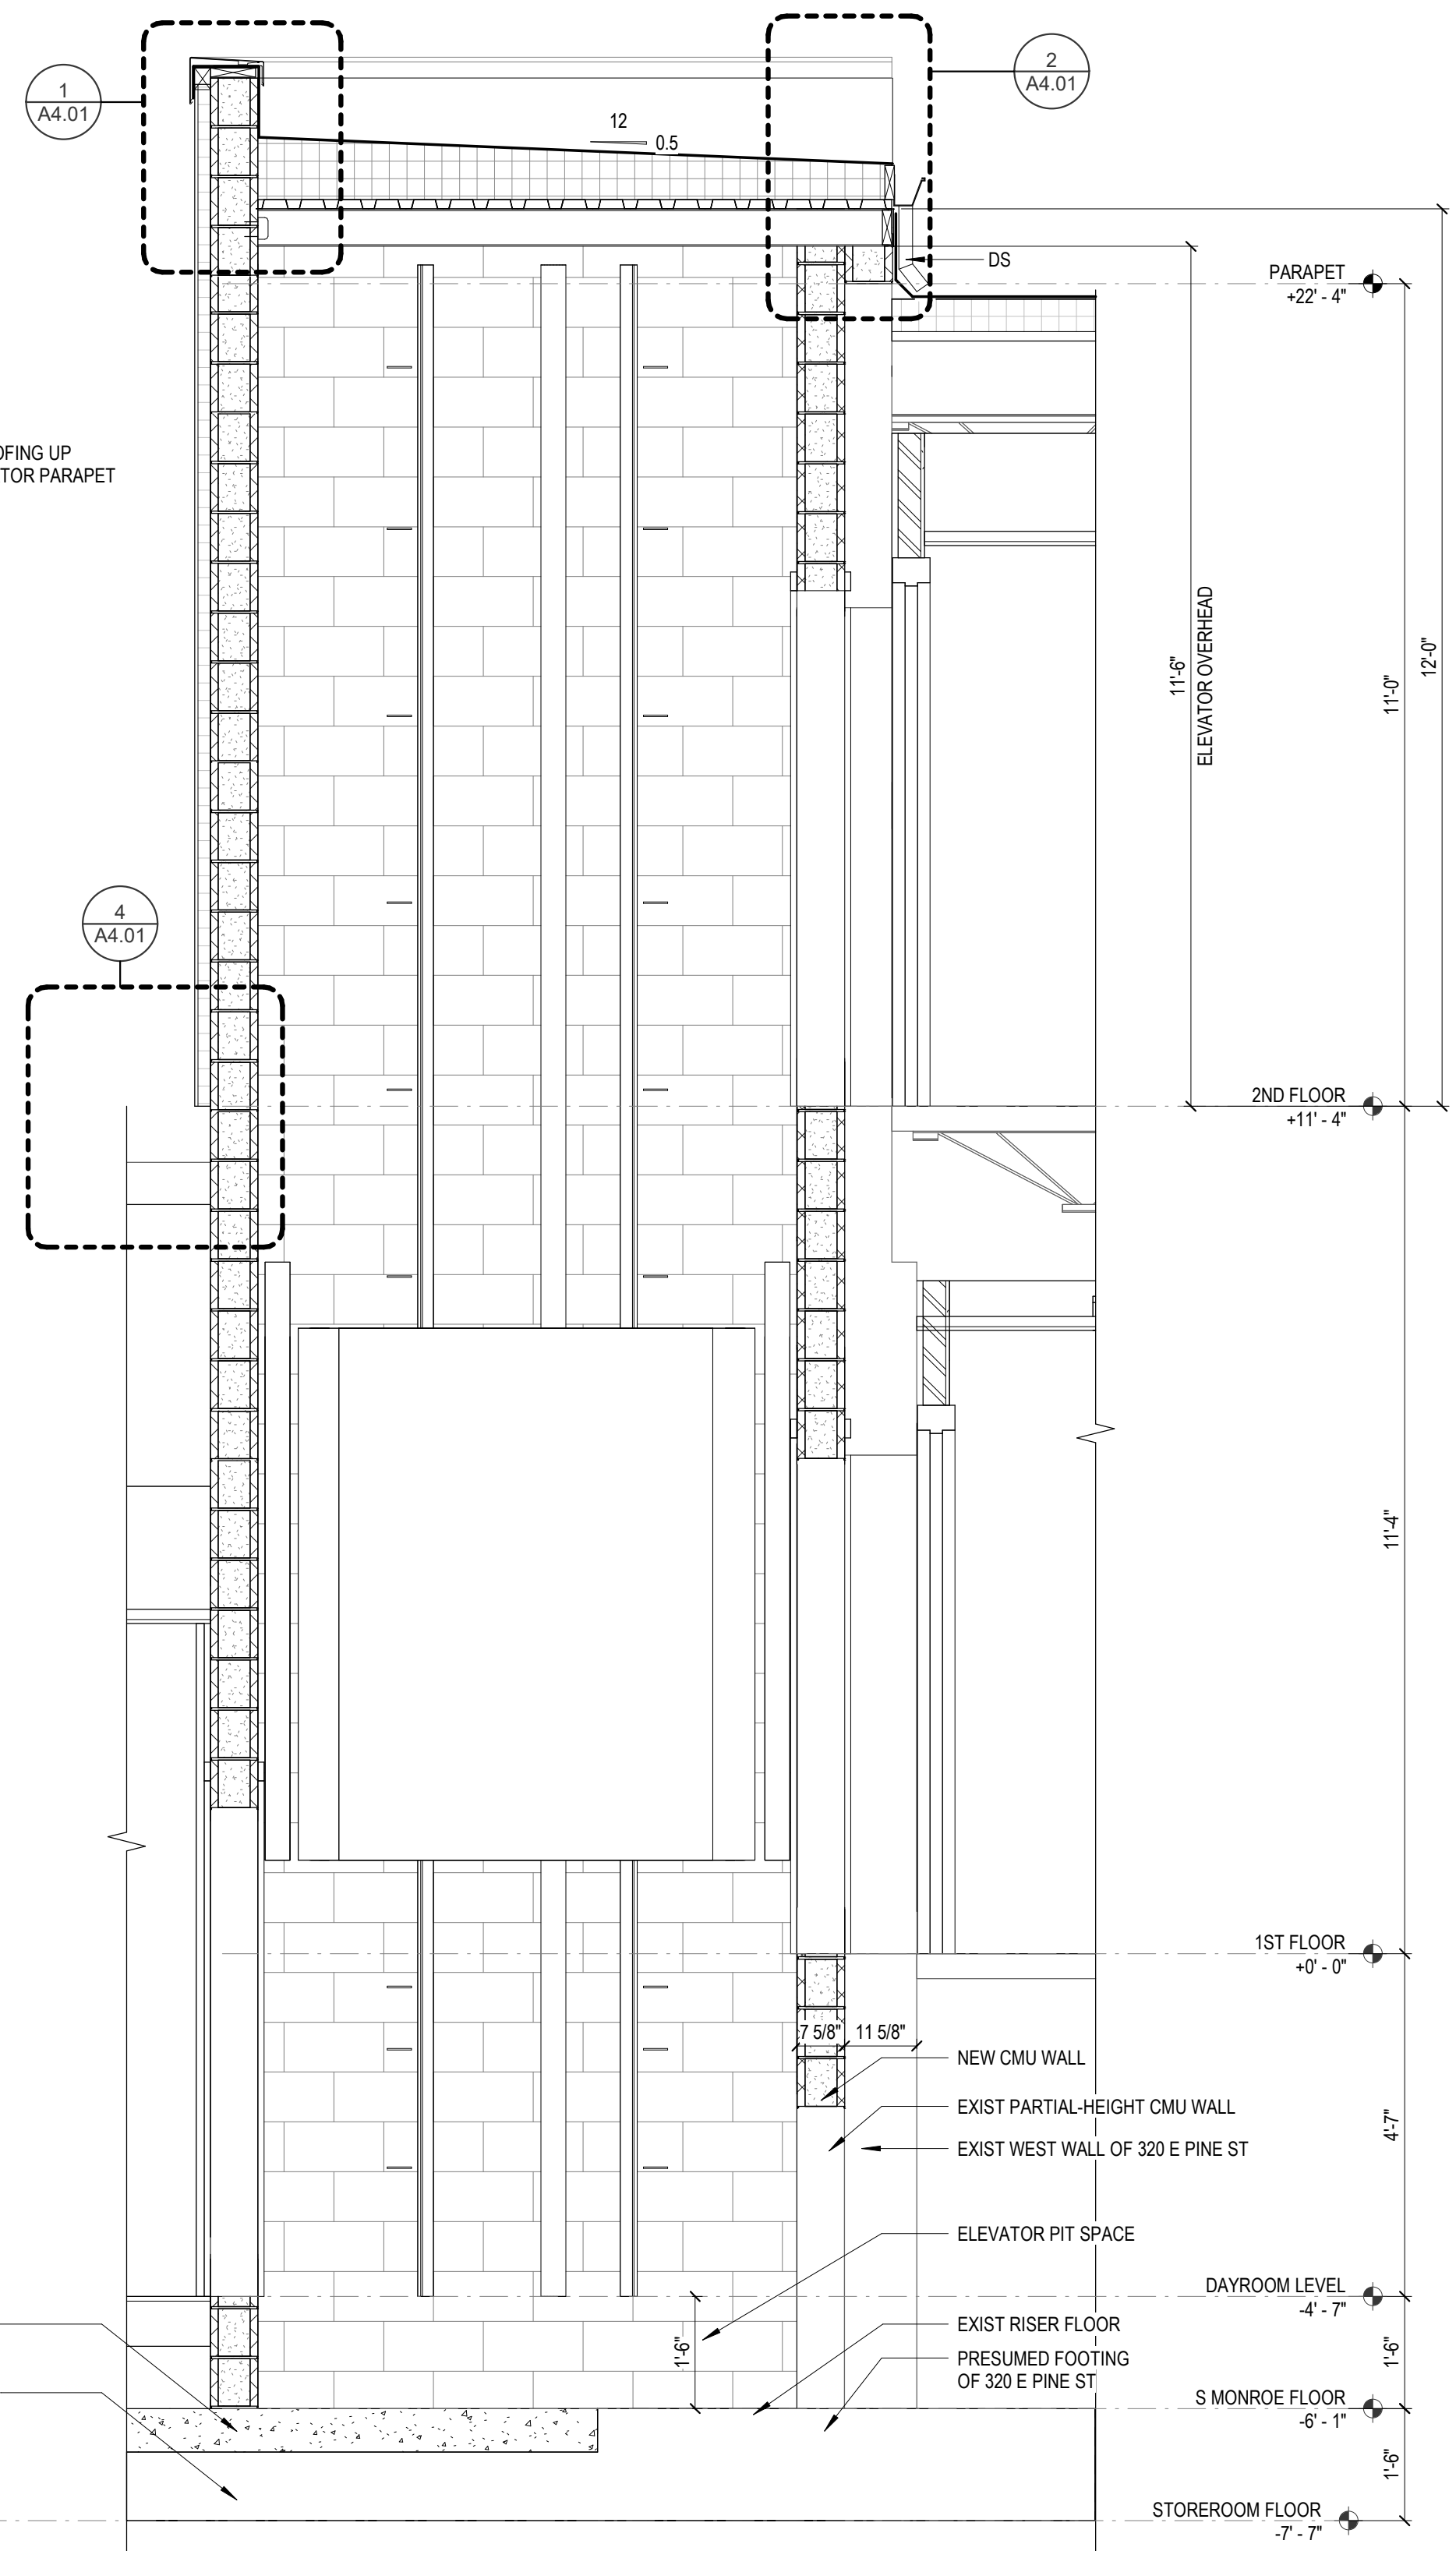 1
A4.01
2
A4.01
12
0.5
DS
PARAPET
+22' - 4"
OFING UP
TOR PARAPET
11'-6"
ELEVATOR OVERHEAD
11'-0"
12'-0"
4
A4.01
2ND FLOOR
+11' - 4"
11'-4"
1ST FLOOR
+0' - 0"
7 5/8"
11 5/8"
NEW CMU WALL
EXIST PARTIAL-HEIGHT CMU WALL
4'-7"
EXIST WEST WALL OF 320 E PINE ST
ELEVATOR PIT SPACE
DAYROOM LEVEL
-4' - 7"
1'-6"
EXIST RISER FLOOR
1'-6"
PRESUMED FOOTING
OF 320 E PINE ST
S MONROE FLOOR
-6' - 1"
1'-6"
STOREROOM FLOOR
-7' - 7"